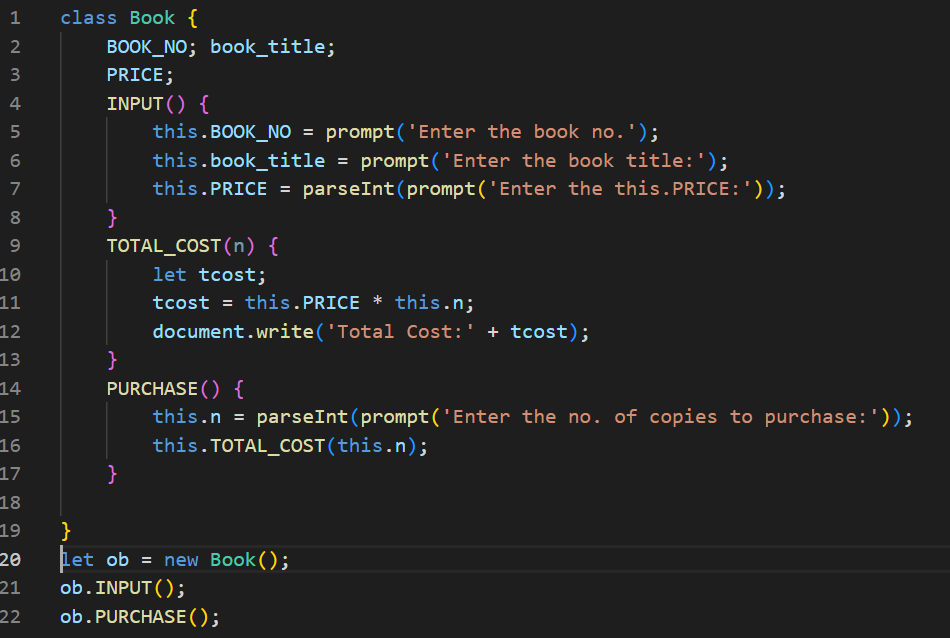 1 class Book {
2 BOOK_NO; book_title;
3 PRICE;
4 INPUT() {
5 this.BOOK_NO = prompt('Enter the book no.');
6 this.book_title = prompt('Enter the book title:');
7 this.PRICE = parseInt(prompt('Enter the this.PRICE:'));
8 }
9 TOTAL_COST(n) {
10 let tcost;
11 tcost = this.PRICE * this.n;
12 document.write('Total Cost:' + tcost);
13 }
14 PURCHASE() {
15 this.n = parseInt(prompt('Enter the no. of copies to purchase:'));
16 this.TOTAL_COST(this.n);
17 }
18
19 }
20 let ob = new Book();
21 ob.INPUT();
22 ob.PURCHASE();